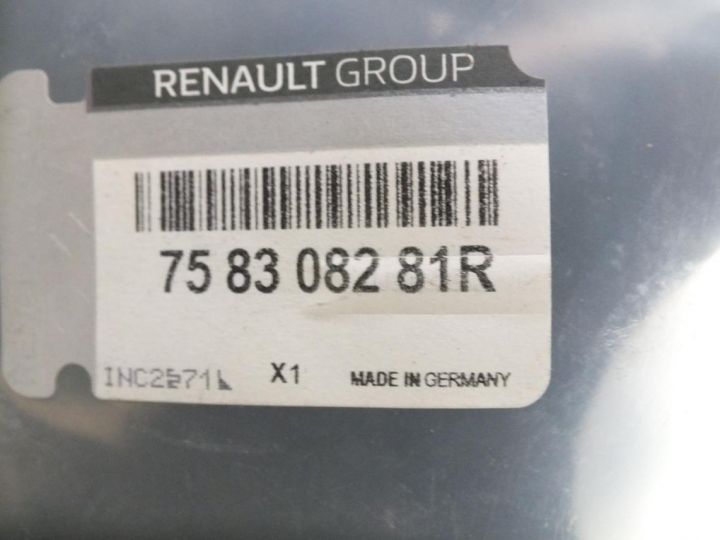 RENAULT GROUP
75 83 082 81R
X1 MADE IN GERMANY